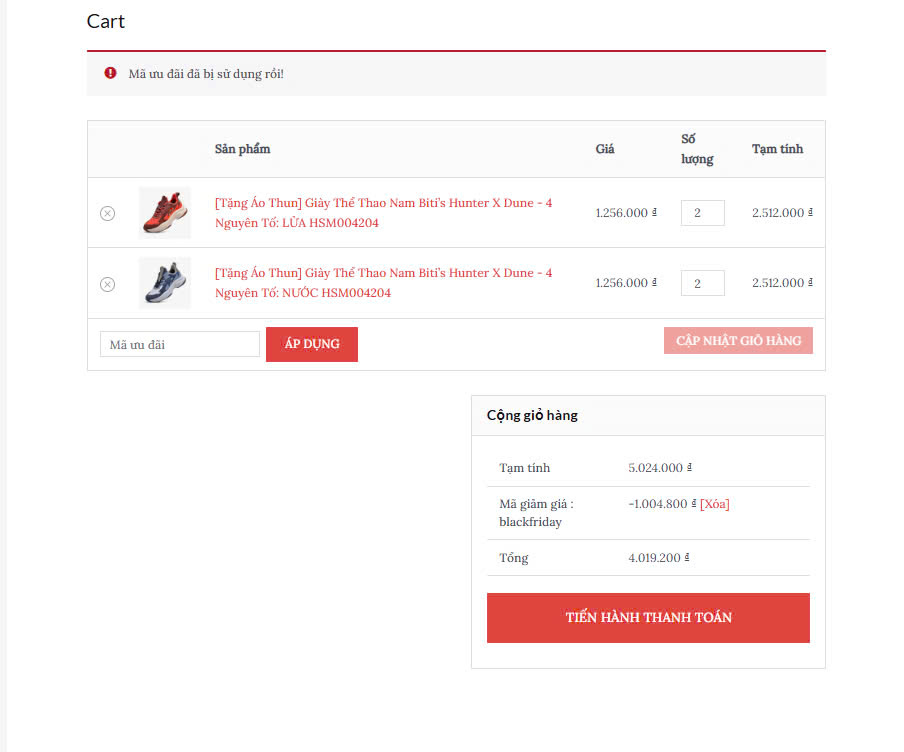 Cart
Mã ưu đãi đã bị sử dụng rồi!
Sản phẩm
Giá
Số
lượng
Tạm tính
[Tặng Áo Thun] Giày Thể Thao Nam Biti's Hunter X Dune - 4
Nguyên Tố: LỬA HSM004204
1.256.000 ₫
2
2.512.000 ₫
[Tặng Áo Thun] Giày Thể Thao Nam Biti's Hunter X Dune - 4
Nguyên Tố: NƯỚC HSM004204
1.256.000 ₫
2
2.512.000 ₫
Mã ưu đãi
ÁP DỤNG
CẬP NHẬT GIỎ HÀNG
Cộng giỏ hàng
Tạm tính
5.024.000 ₫
Mã giảm giá :
blackfriday
-1.004.800 ₫ [Xóa]
Tổng
4.019.200 ₫
TIẾN HÀNH THANH TOÁN